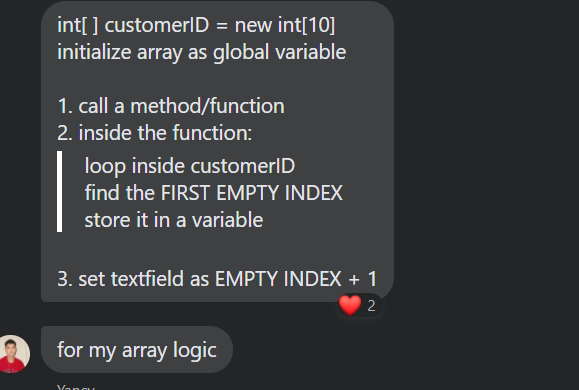 int[ ] customerID = new int[10]
initialize array as global variable
1. call a method/function
2. inside the function:
loop inside customerID
find the FIRST EMPTY INDEX
store it in a variable
3. set textfield as EMPTY INDEX + 1
2
for my array logic